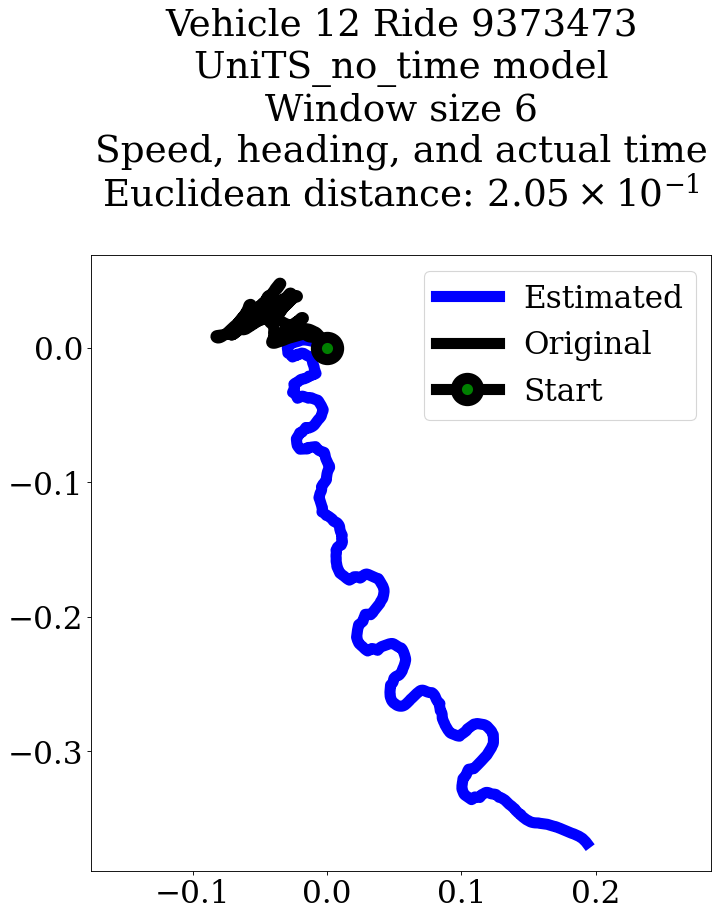 Vehicle 12 Ride 9373473
UniTS_no_time model
Window size 6
Speed, heading, and actual time
Euclidean distance: 2.05 × 10⁻¹
Estimated
Original
Start
0.0
−0.1
−0.2
−0.3
−0.1 0.0 0.1 0.2